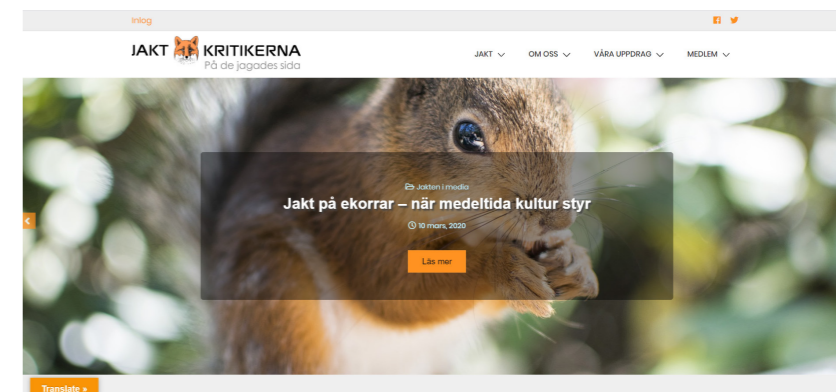 Inlog
JAKT KRITIKERNA
På de jagades sida
JAKT
OM OSS
VÅRA UPPDRAG
MEDLEM
Jakten i media
Jakt på ekorrar – när medeltida kultur styr
10 mars, 2020
Läs mer
Translate »